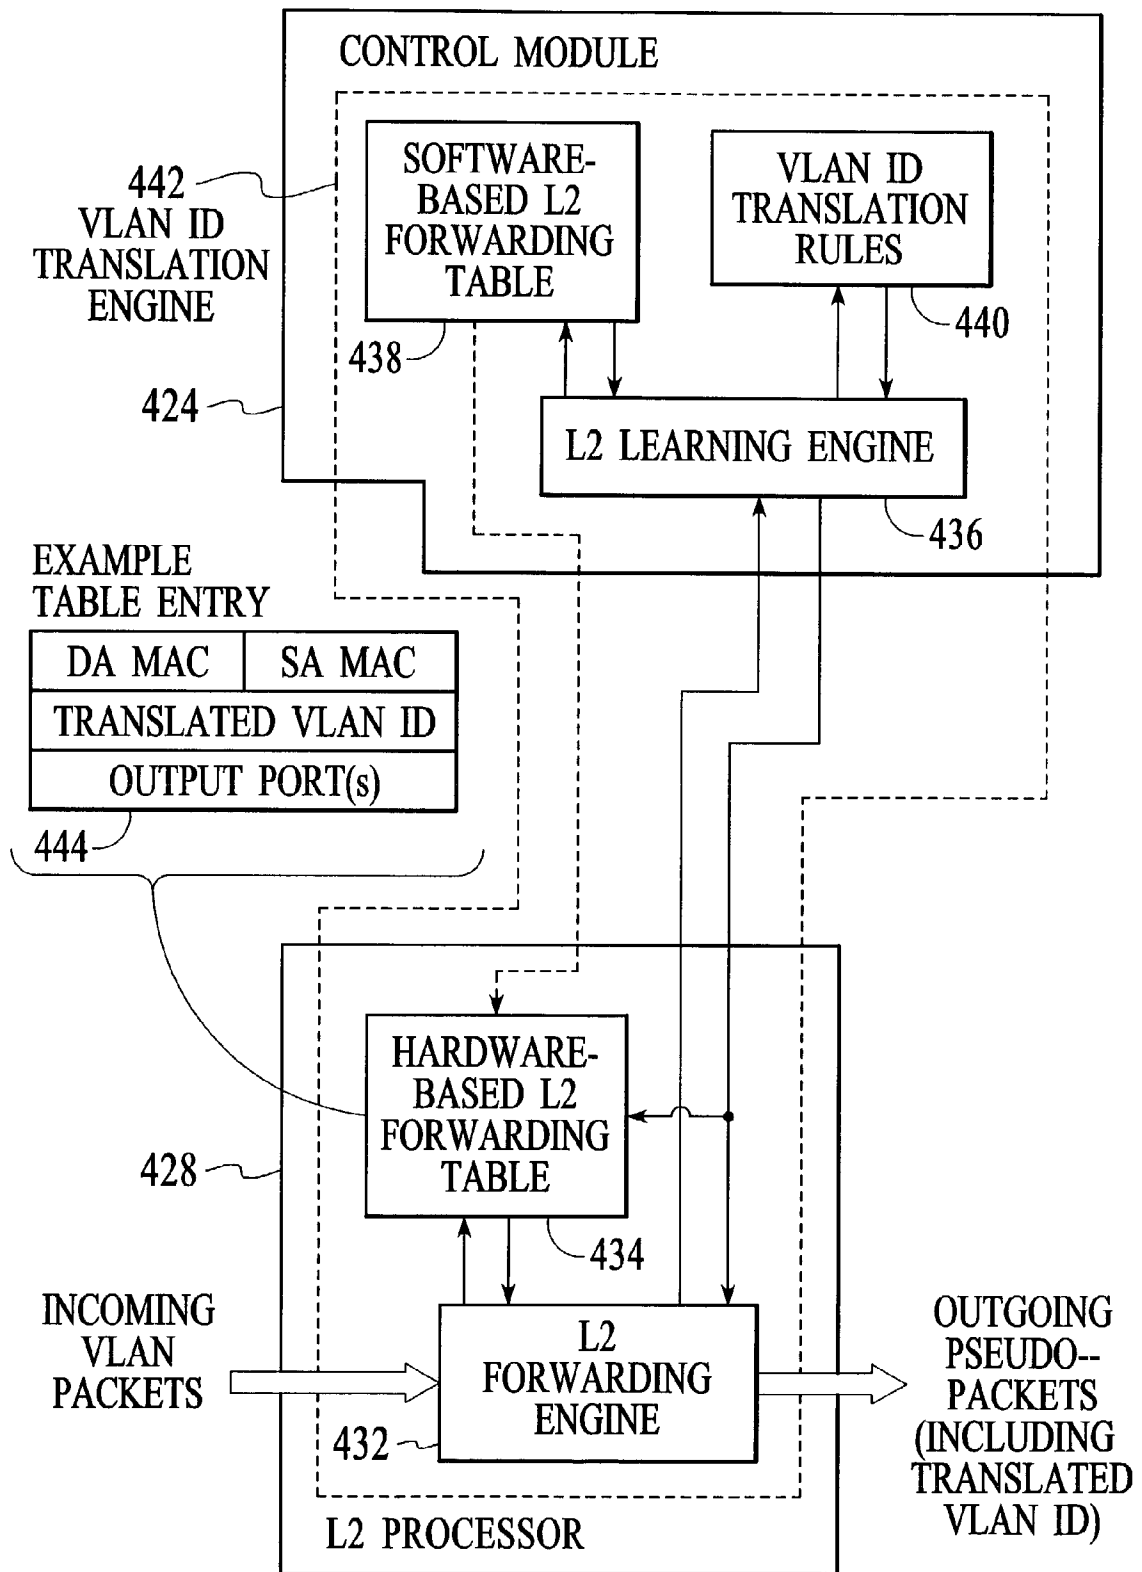 CONTROL MODULE
SOFTWARE-
BASED L2
FORWARDING
TABLE
VLAN ID
TRANSLATION
RULES
442
VLAN ID
TRANSLATION
ENGINE
438
440
424
L2 LEARNING ENGINE
436
EXAMPLE
TABLE ENTRY
DA MAC
SA MAC
TRANSLATED VLAN ID
OUTPUT PORT(s)
444
HARDWARE-
BASED L2
FORWARDING
TABLE
428
434
INCOMING
VLAN
PACKETS
L2
FORWARDING
ENGINE
432
OUTGOING
PSEUDO--
PACKETS
(INCLUDING
TRANSLATED
VLAN ID)
L2 PROCESSOR